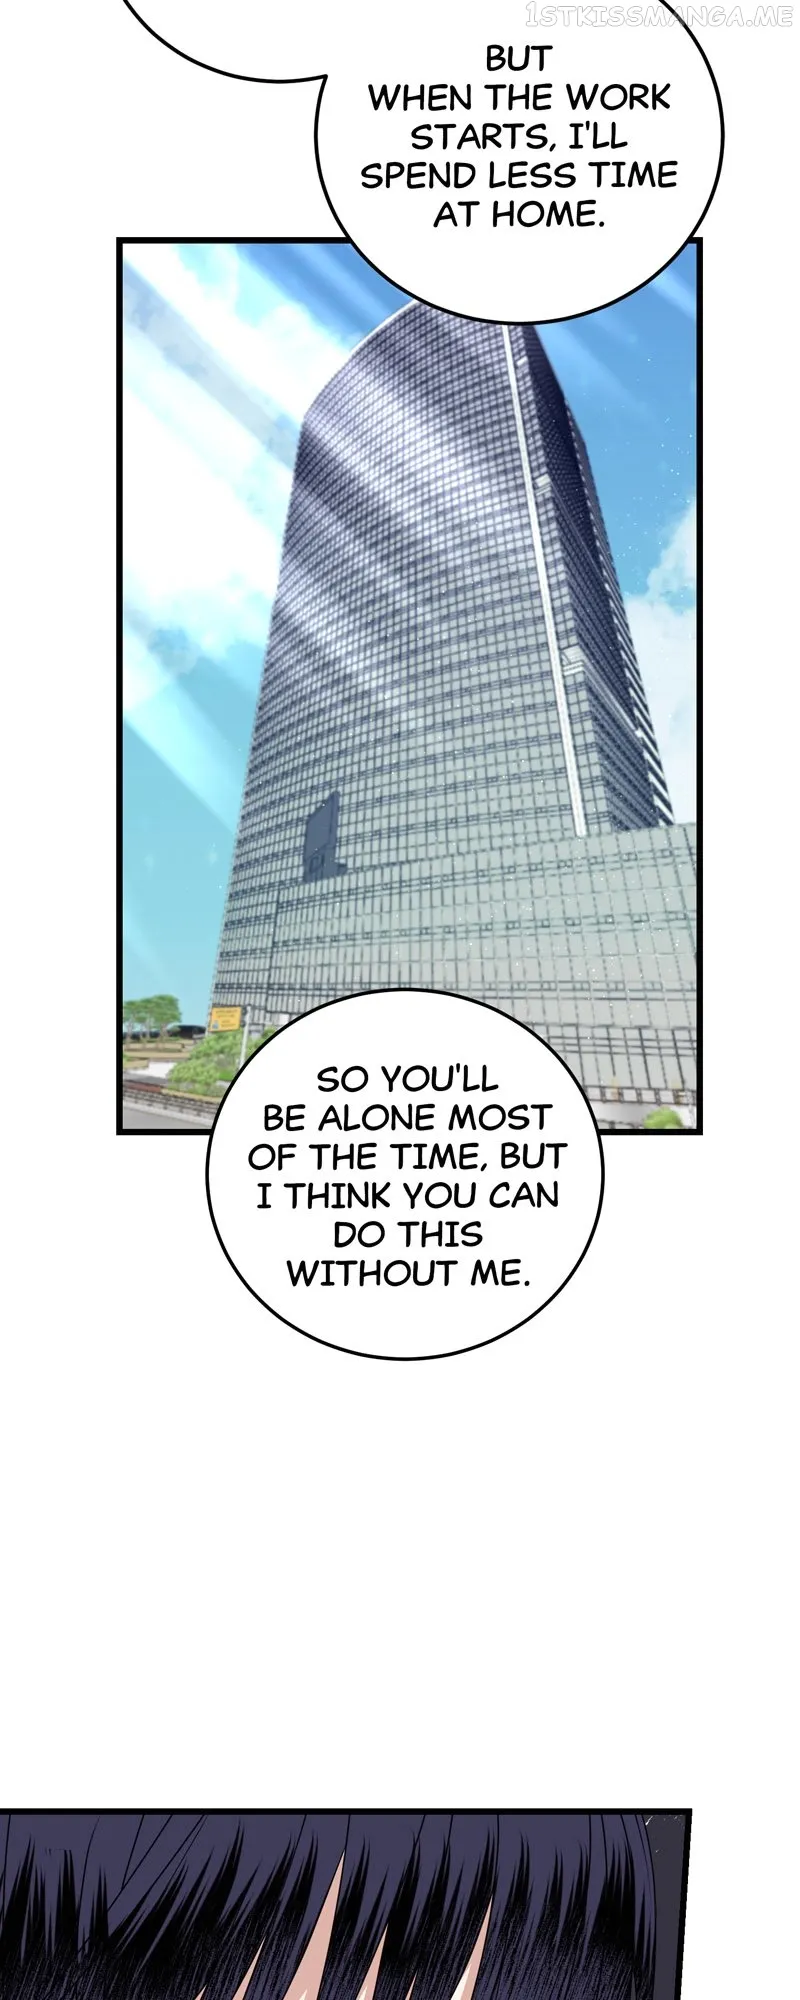 1STKISSMANGA.ME
BUT
WHEN THE WORK
STARTS, I'LL
SPEND LESS TIME
AT HOME.
SO YOU'LL
BE ALONE MOST
OF THE TIME, BUT
I THINK YOU CAN
DO THIS
WITHOUT ME.